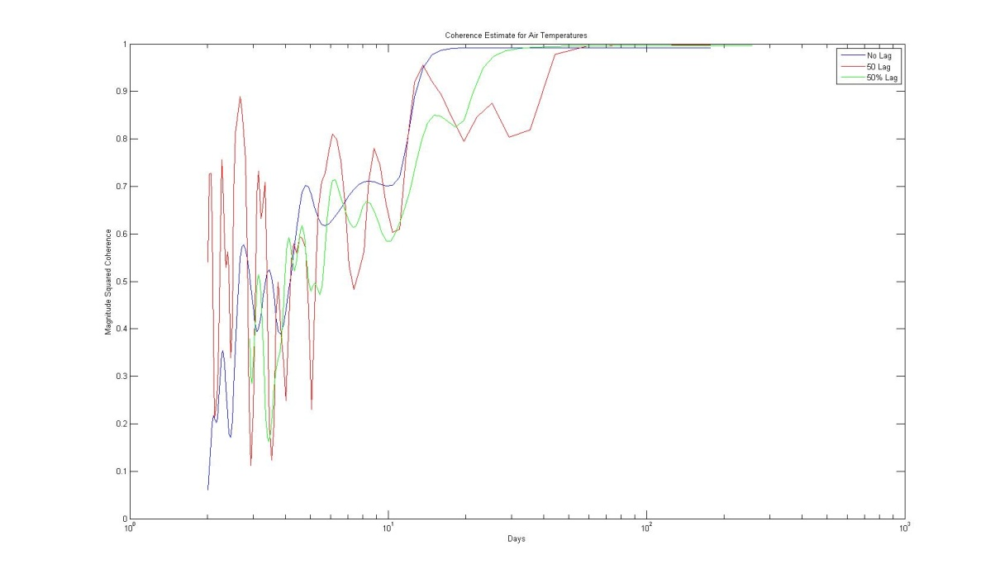 Coherence Estimate for Air Temperatures
No Lag
50 Lag
50% Lag
Magnitude Squared Coherence
1
0.9
0.8
0.7
0.6
0.5
0.4
0.3
0.2
0.1
0
10^0
10^1
10^2
10^3
Days